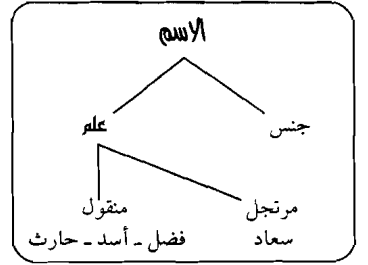 الاسم
جنس علم
مرتجل منقول
سعاد فضل ـ أسد ـ حارث